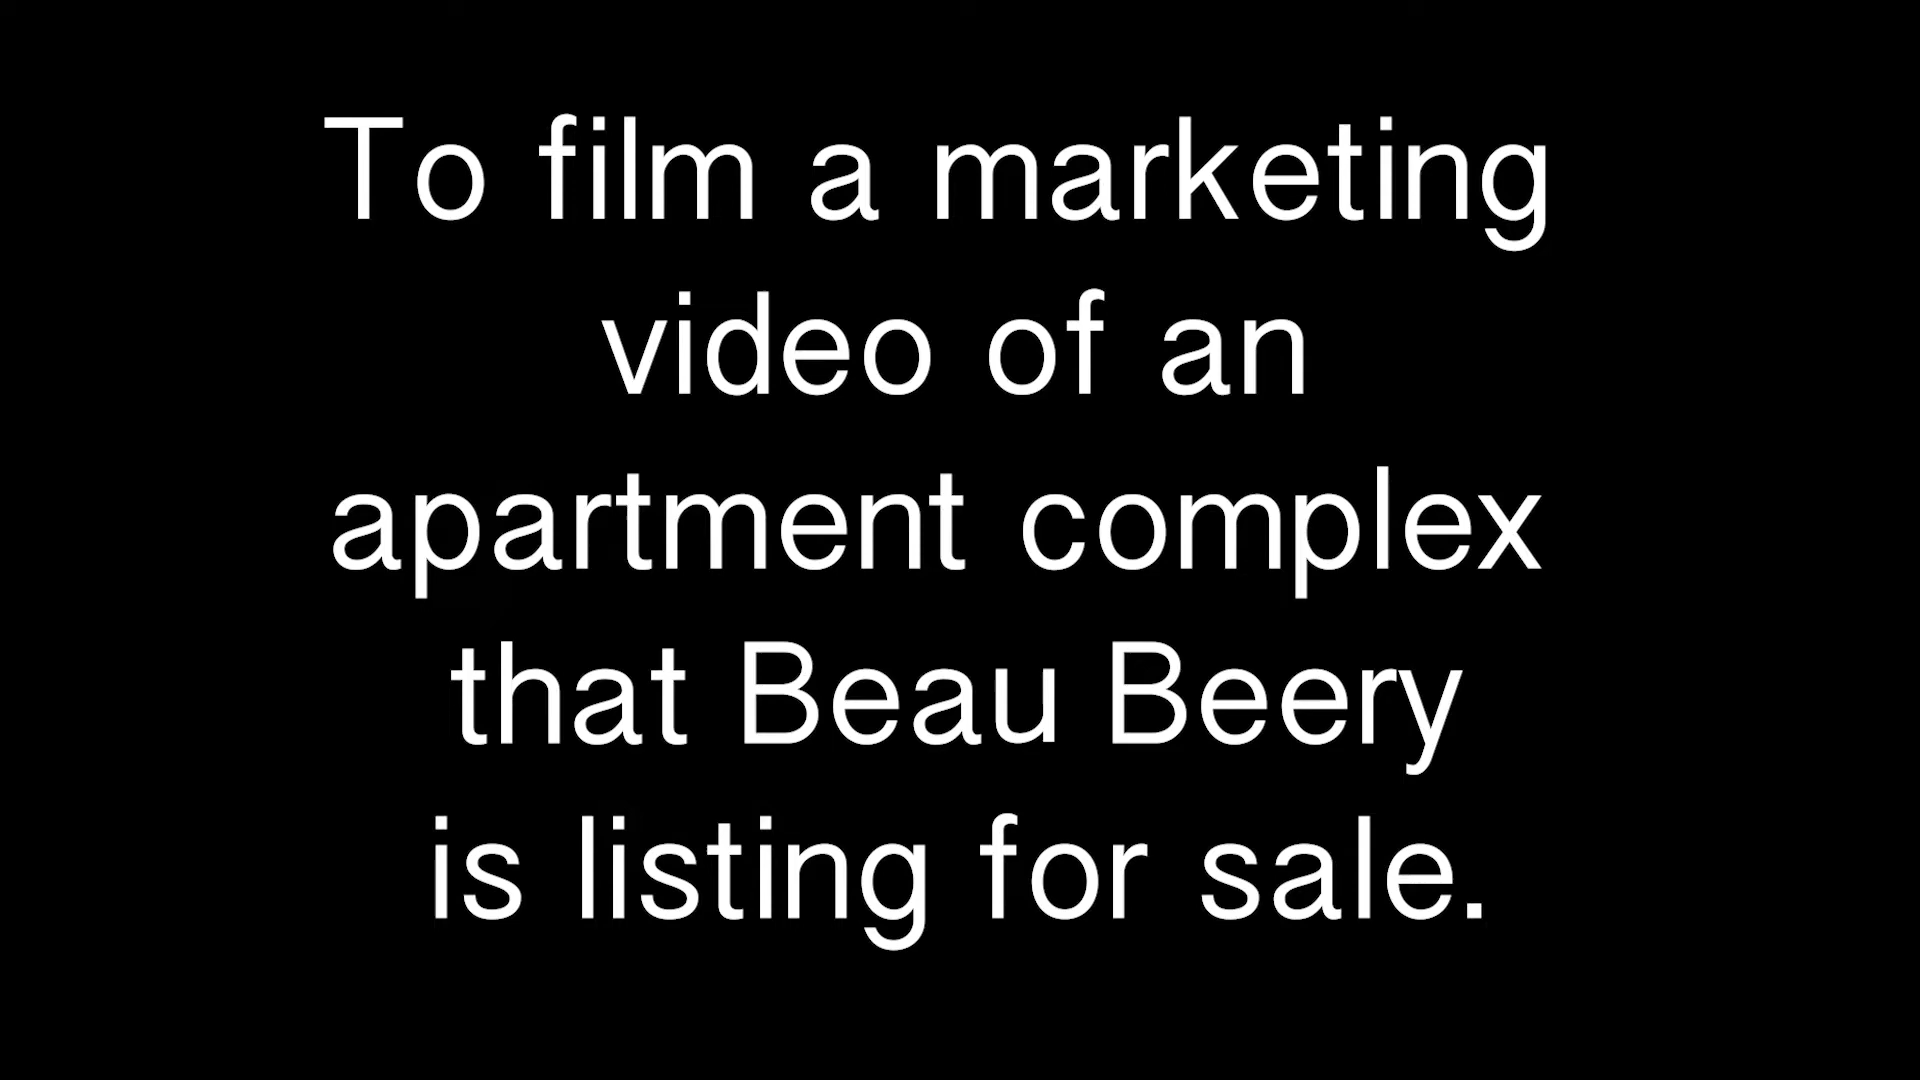 To film a marketing
video of an
apartment complex
that Beau Beery
is listing for sale.